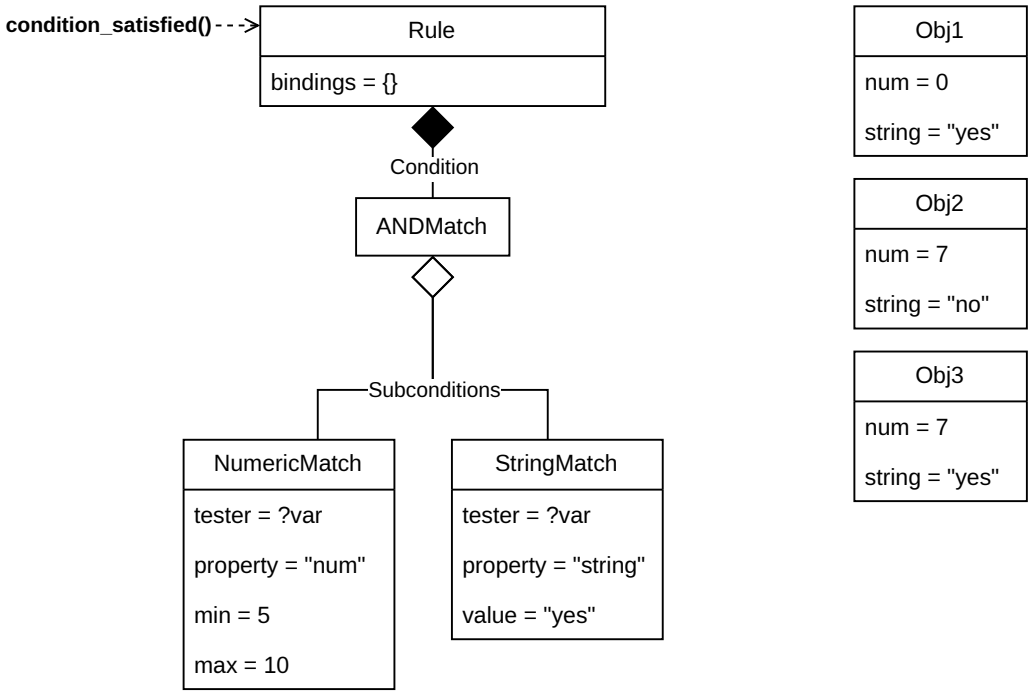 condition_satisfied()
Rule
bindings = {}
Condition
ANDMatch
Subconditions
NumericMatch
tester = ?var
property = "num"
min = 5
max = 10
StringMatch
tester = ?var
property = "string"
value = "yes"
Obj1
num = 0
string = "yes"
Obj2
num = 7
string = "no"
Obj3
num = 7
string = "yes"